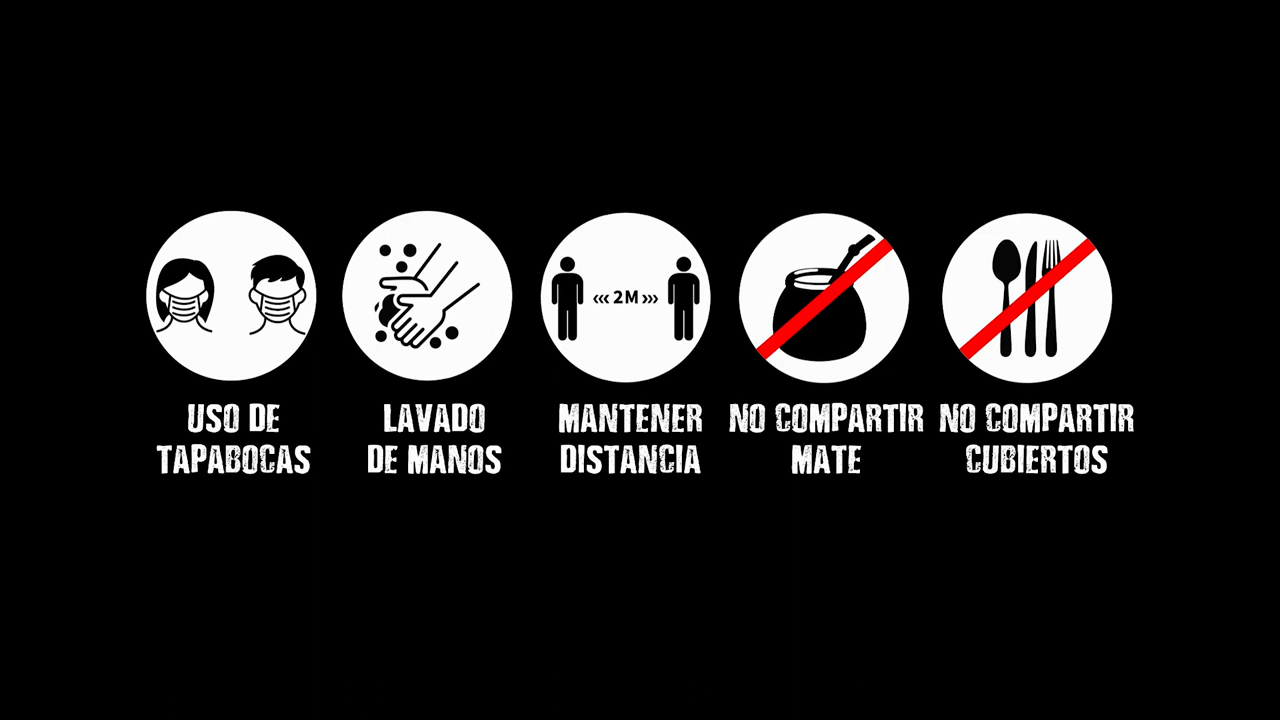 ‹‹‹ 2M ›››
USO DE
TAPABOCAS
LAVADO
DE MANOS
MANTENER
DISTANCIA
NO COMPARTIR
MATE
NO COMPARTIR
CUBIERTOS